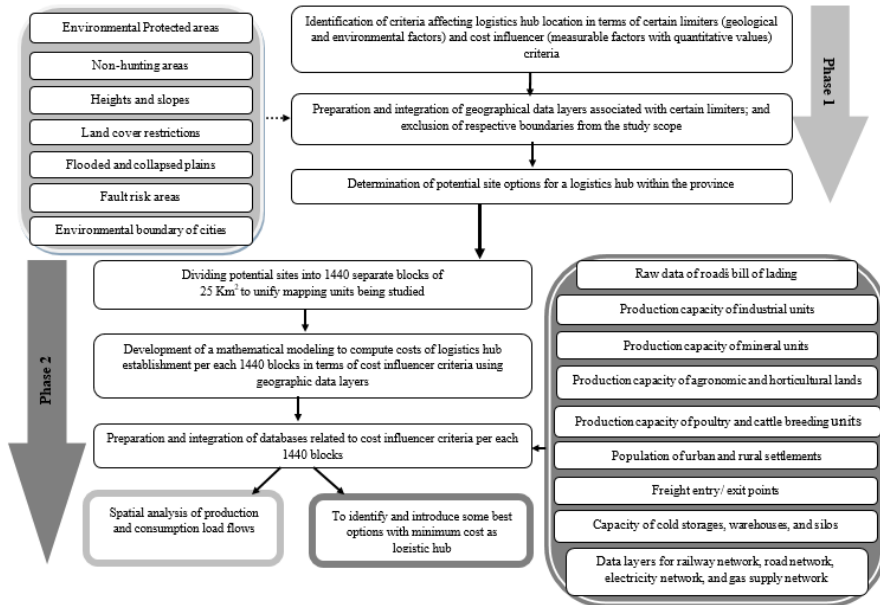 Environmental Protected areas
Non-hunting areas
Heights and slopes
Land cover restrictions
Flooded and collapsed plains
Fault risk areas
Environmental boundary of cities
Identification of criteria affecting logistics hub location in terms of certain limiters (geological
and environmental factors) and cost influencer (measurable factors with quantitative values)
criteria
Preparation and integration of geographical data layers associated with certain limiters; and
exclusion of respective boundaries from the study scope
Determination of potential site options for a logistics hub within the province
Phase 1
Phase 2
Dividing potential sites into 1440 separate blocks of
25 Km² to unify mapping units being studied
Development of a mathematical modeling to compute costs of logistics hub
establishment per each 1440 blocks in terms of cost influencer criteria using
geographic data layers
Preparation and integration of databases related to cost influencer criteria per each
1440 blocks
Spatial analysis of production
and consumption load flows
To identify and introduce some best
options with minimum cost as
logistic hub
Raw data of road's bill of lading
Production capacity of industrial units
Production capacity of mineral units
Production capacity of agronomic and horticultural lands
Production capacity of poultry and cattle breeding units
Population of urban and rural settlements
Freight entry/ exit points
Capacity of cold storages, warehouses, and silos
Data layers for railway network, road network,
electricity network, and gas supply network